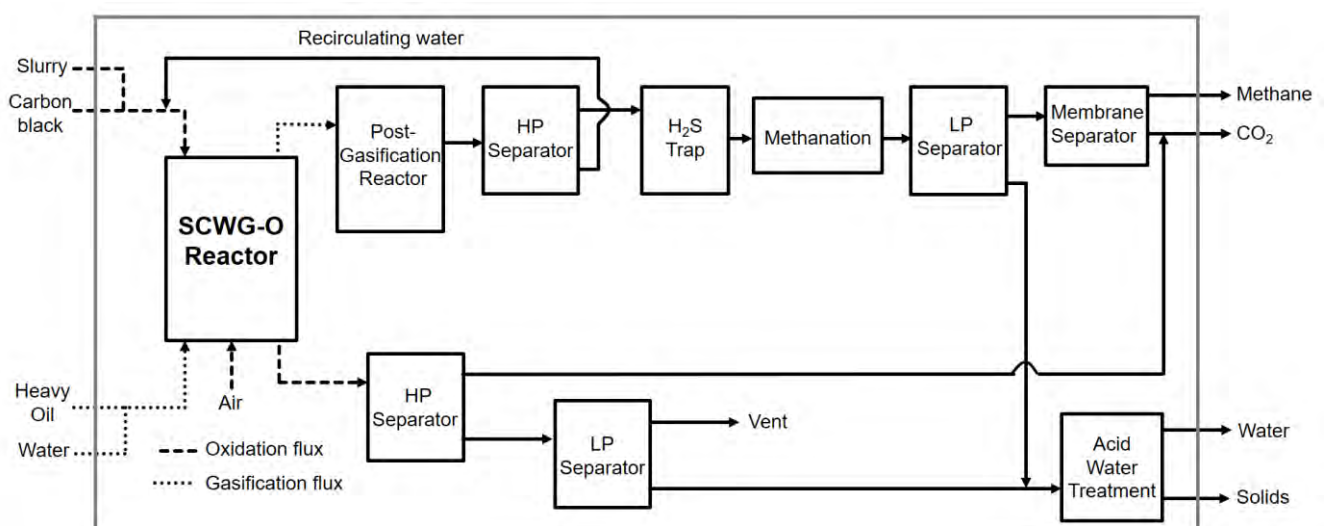 Recirculating water
Slurry
Carbon
black
Post-
Gasification
Reactor
HP
Separator
H₂S
Trap
Methanation
LP
Separator
Membrane
Separator
Methane
CO₂
SCWG-O
Reactor
Heavy
Oil
Water
Air
Oxidation flux
Gasification flux
HP
Separator
LP
Separator
Vent
Acid
Water
Treatment
Water
Solids